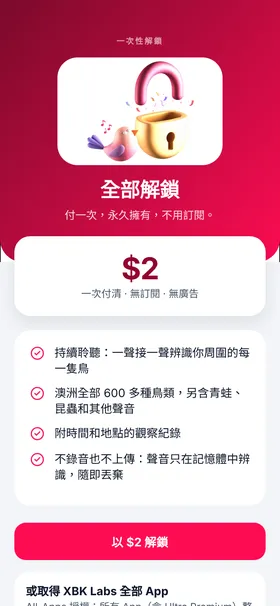 一次性解鎖
全部解鎖
付一次，永久擁有，不用訂閱。
$2
一次付清 · 無訂閱 · 無廣告
持續聆聽：一聲接一聲辨識你周圍的每
一隻鳥
澳洲全部 600 多種鳥類，另含青蛙、
昆蟲和其他聲音
附時間和地點的觀察紀錄
不錄音也不上傳：聲音只在記憶體中辨
識，隨即丟棄
以 $2 解鎖
或取得 XBK Labs 全部 App